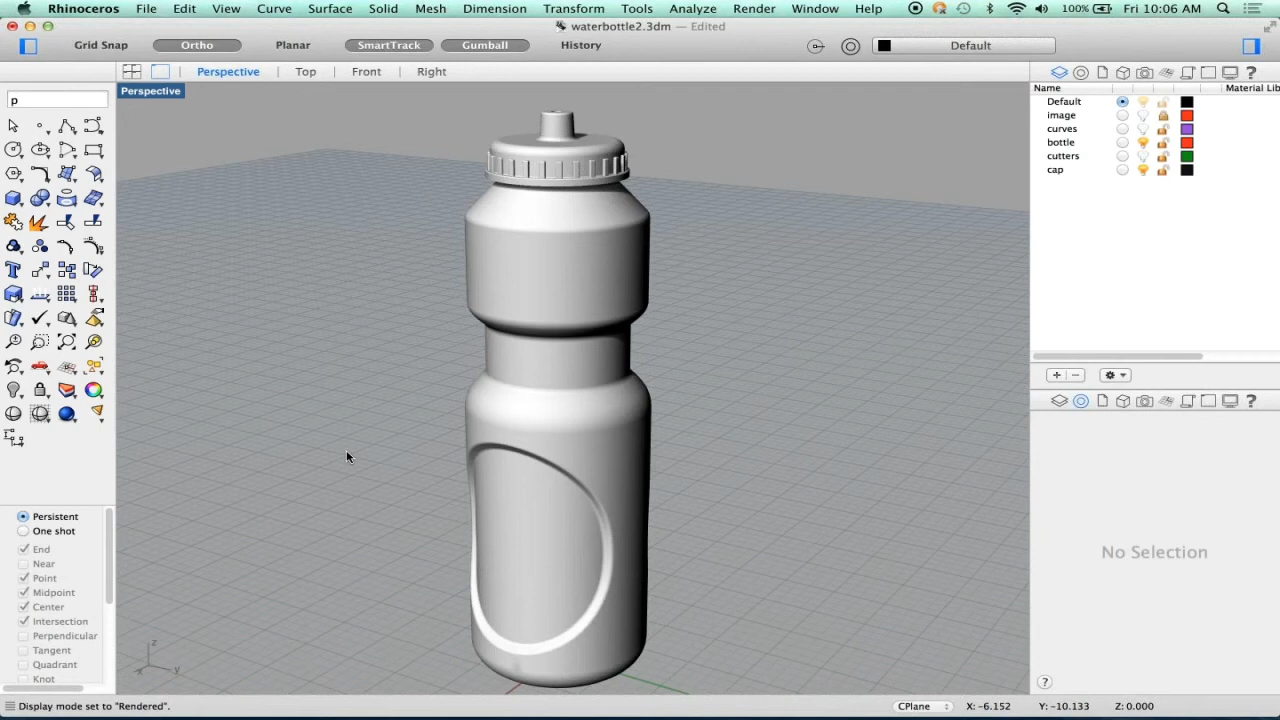 Rhinoceros File Edit View Curve Surface Solid Mesh Dimension Transform Tools Analyze Render Window Help 100% Fri 10:06 AM
waterbottle2.3dm — Edited
Grid Snap Ortho Planar SmartTrack Gumball History Default
Perspective Top Front Right
Perspective
Name Material Lib
p
Default
image
curves
bottle
cutters
cap
No Selection
Persistent
One shot
End
Near
Point
Midpoint
Center
Intersection
Perpendicular
Tangent
Quadrant
Knot
z
x y
Display mode set to "Rendered". CPlane X: -6.152 Y: -10.133 Z: 0.000